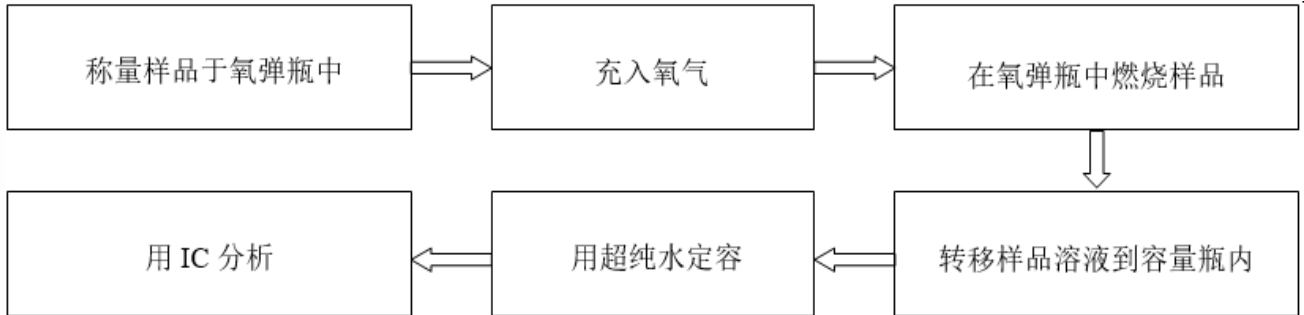 称量样品于氧弹瓶中
充入氧气
在氧弹瓶中燃烧样品
用 IC 分析
用超纯水定容
转移样品溶液到容量瓶内